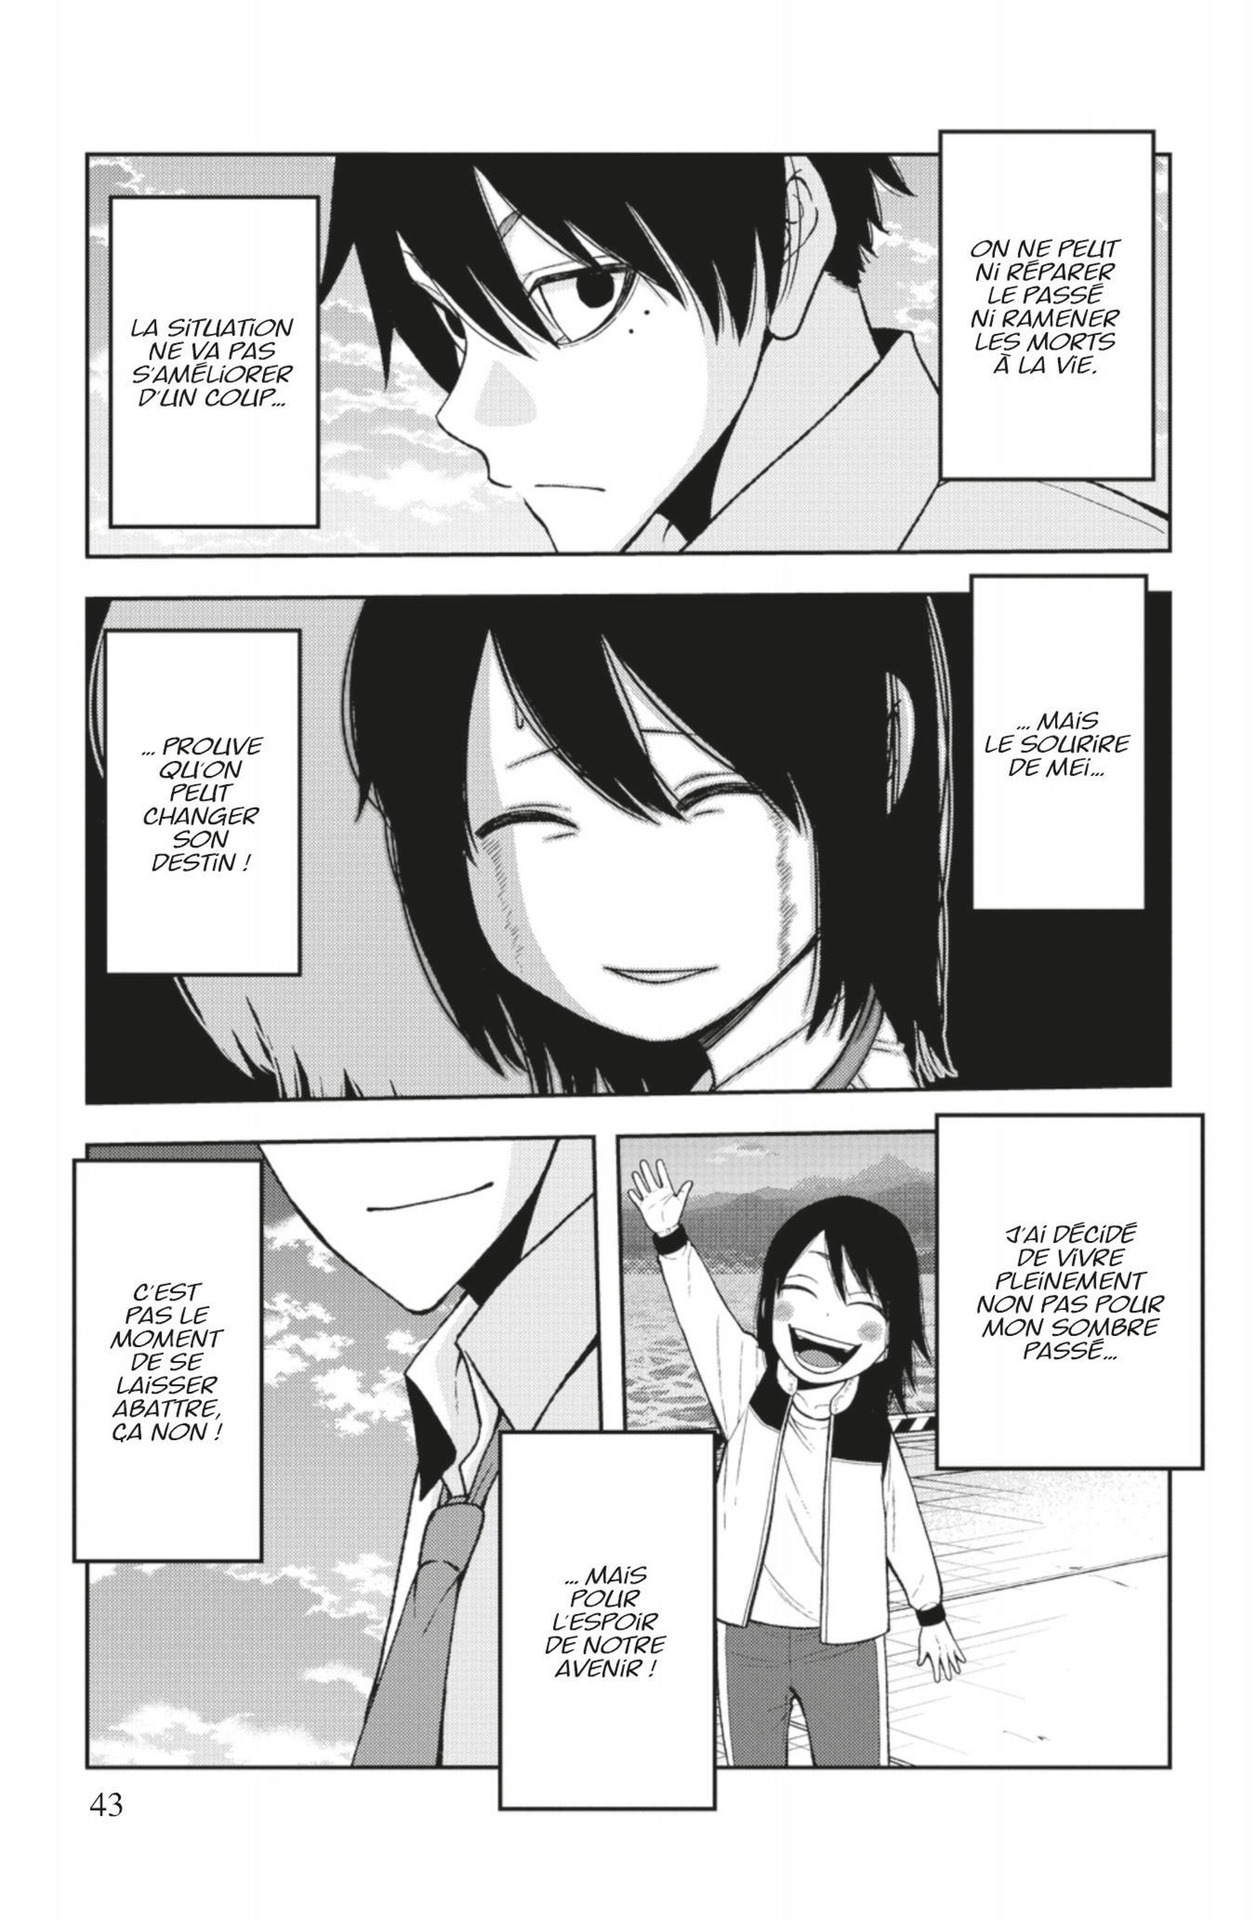 ON NE PEUT
NI RÉPARER
LE PASSÉ
NI RAMENER
LES MORTS
À LA VIE.
LA SITUATION
NE VA PAS
S'AMÉLIORER
D'UN COUP...
... MAIS
LE SOURIRE
DE MEI...
... PROUVE
QU'ON
PEUT
CHANGER
SON
DESTIN !
J'AI DÉCIDÉ
DE VIVRE
PLEINEMENT
NON PAS POUR
MON SOMBRE
PASSÉ...
... MAIS
POUR
L'ESPOIR
DE NOTRE
AVENIR !
C'EST
PAS LE
MOMENT
DE SE
LAISSER
ABATTRE,
ÇA NON !
43